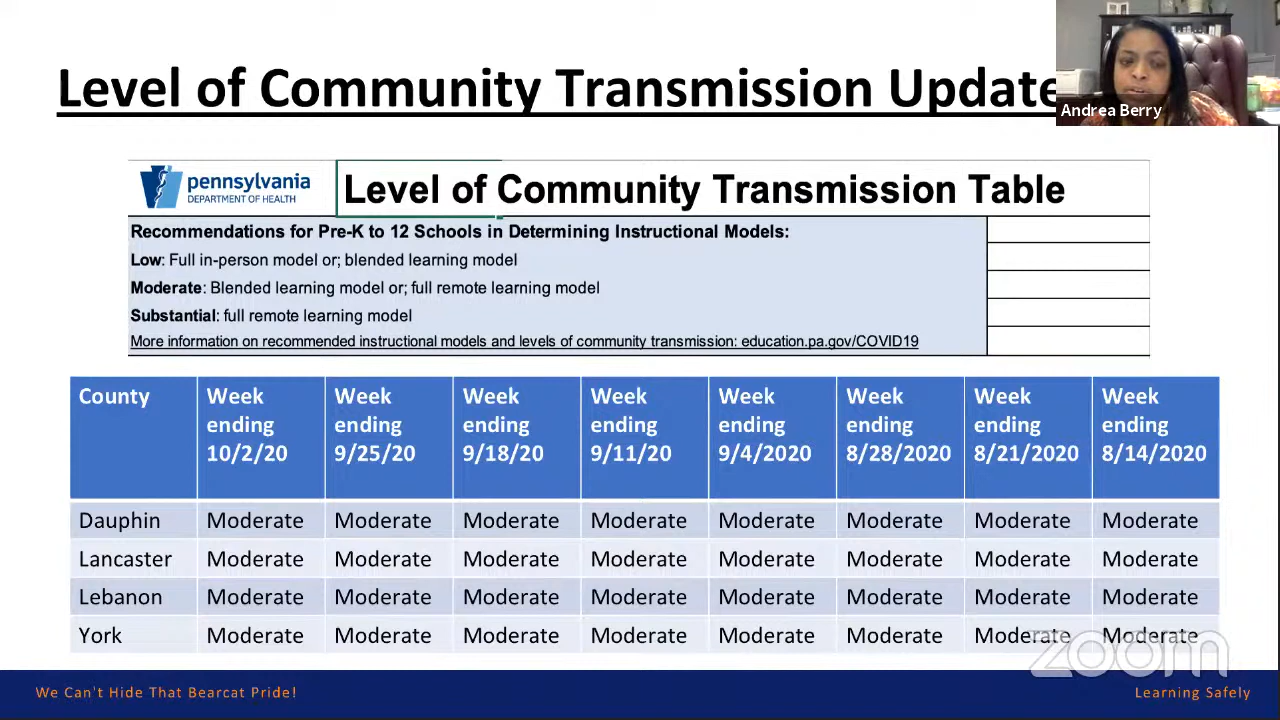 Level of Community Transmission Update
Andrea Berry
pennsylvania
DEPARTMENT OF HEALTH
Level of Community Transmission Table
Recommendations for Pre-K to 12 Schools in Determining Instructional Models:
Low: Full in-person model or; blended learning model
Moderate: Blended learning model or; full remote learning model
Substantial: full remote learning model
More information on recommended instructional models and levels of community transmission: education.pa.gov/COVID19
County Week ending 10/2/20 Week ending 9/25/20 Week ending 9/18/20 Week ending 9/11/20 Week ending 9/4/2020 Week ending 8/28/2020 Week ending 8/21/2020 Week ending 8/14/2020
Dauphin Moderate Moderate Moderate Moderate Moderate Moderate Moderate Moderate
Lancaster Moderate Moderate Moderate Moderate Moderate Moderate Moderate Moderate
Lebanon Moderate Moderate Moderate Moderate Moderate Moderate Moderate Moderate
York Moderate Moderate Moderate Moderate Moderate Moderate Moderate Moderate
zoom
We Can't Hide That Bearcat Pride!
Learning Safely